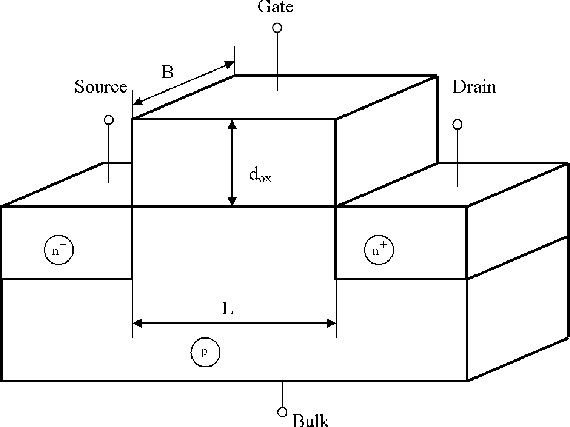 Gate
B
Source
Drain
dox
n⁻
n⁺
L
p
Bulk